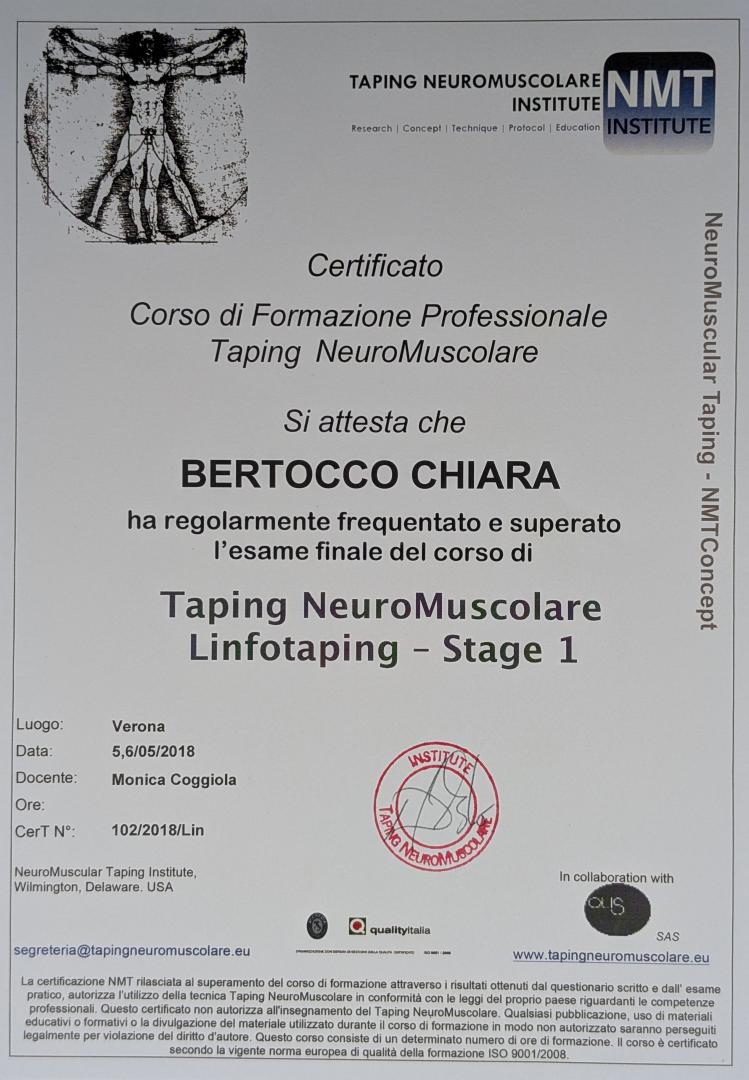 TAPING NEUROMUSCOLARE
INSTITUTE
Research | Concept | Technique | Protocol | Education
NMT
INSTITUTE
NeuroMuscular Taping - NMTConcept
Certificato
Corso di Formazione Professionale
Taping NeuroMuscolare
Si attesta che
BERTOCCO CHIARA
ha regolarmente frequentato e superato
l'esame finale del corso di
Taping NeuroMuscolare
Linfotaping – Stage 1
Luogo: Verona
Data: 5,6/05/2018
Docente: Monica Coggiola
Ore:
CerT N°: 102/2018/Lin
INSTITUTE
TAPING NEUROMUSCOLARE
NeuroMuscular Taping Institute,
Wilmington, Delaware. USA
In collaboration with
SAS
qualityitalia
segreteria@tapingneuromuscolare.eu
www.tapingneuromuscolare.eu
La certificazione NMT rilasciata al superamento del corso di formazione attraverso i risultati ottenuti dal questionario scritto e dall' esame
pratico, autorizza l'utilizzo della tecnica Taping NeuroMuscolare in conformità con le leggi del proprio paese riguardanti le competenze
professionali. Questo certificato non autorizza all'insegnamento del Taping NeuroMuscolare. Qualsiasi pubblicazione, uso di materiali
educativi o formativi o la divulgazione del materiale utilizzato durante il corso di formazione in modo non autorizzato saranno perseguiti
legalmente per violazione del diritto d'autore. Questo corso consiste di un determinato numero di ore di formazione. Il corso è certificato
secondo la vigente norma europea di qualità della formazione ISO 9001/2008.